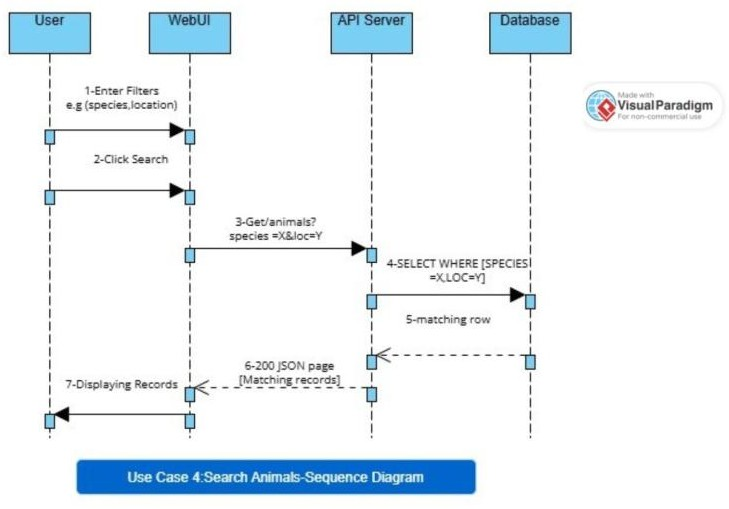 User
WebUI
API Server
Database
1-Enter Filters
e.g (species,location)
2-Click Search
3-Get/animals?
species =X&loc=Y
4-SELECT WHERE [SPECIES
=X,LOC=Y]
5-matching row
6-200 JSON page
[Matching records]
7-Displaying Records
Made with
Visual Paradigm
For non-commercial use
Use Case 4:Search Animals-Sequence Diagram